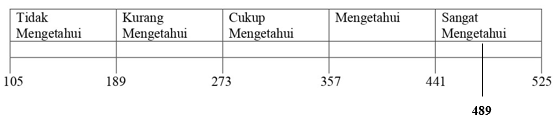 Tidak Mengetahui
Kurang Mengetahui
Cukup Mengetahui
Mengetahui
Sangat Mengetahui
105 189 273 357 441 525
489